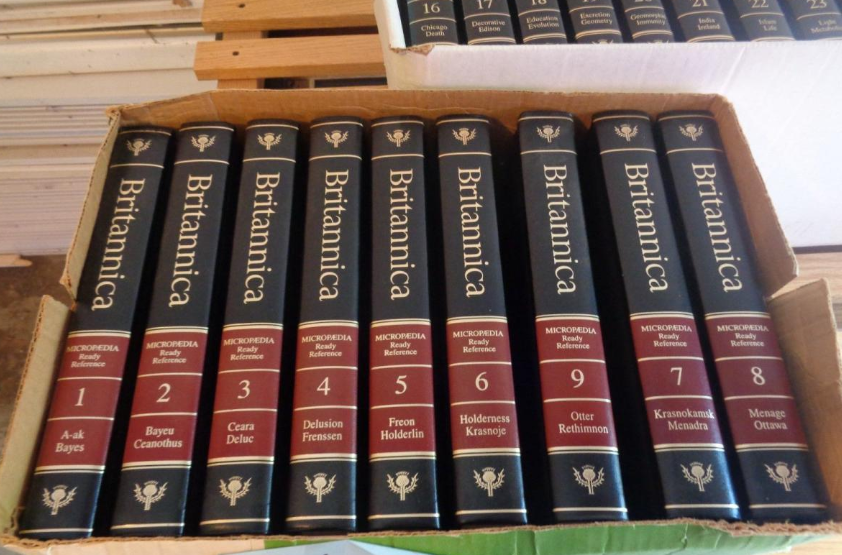 16
Chicago
Death
17
Decorative
Edison
18
Education
Evolution
Excretion
Geometry
21
India
Ireland
22
Life
23
Light
Britannica
MICROPÆDIA
Ready
Reference
1
A-ak
Bayes
Britannica
MICROPÆDIA
Ready
Reference
2
Bayeu
Ceanothus
Britannica
MICROPÆDIA
Ready
Reference
3
Ceara
Deluc
Britannica
MICROPÆDIA
Ready
Reference
4
Delusion
Frenssen
Britannica
MICROPÆDIA
Ready
Reference
5
Freon
Holderlin
Britannica
MICROPÆDIA
Ready
Reference
6
Holderness
Krasnoje
Britannica
MICROPÆDIA
Ready
Reference
9
Otter
Rethimnon
Britannica
MICROPÆDIA
Ready
Reference
7
Krasnokamsk
Menadra
Britannica
MICROPÆDIA
Ready
Reference
8
Menage
Ottawa